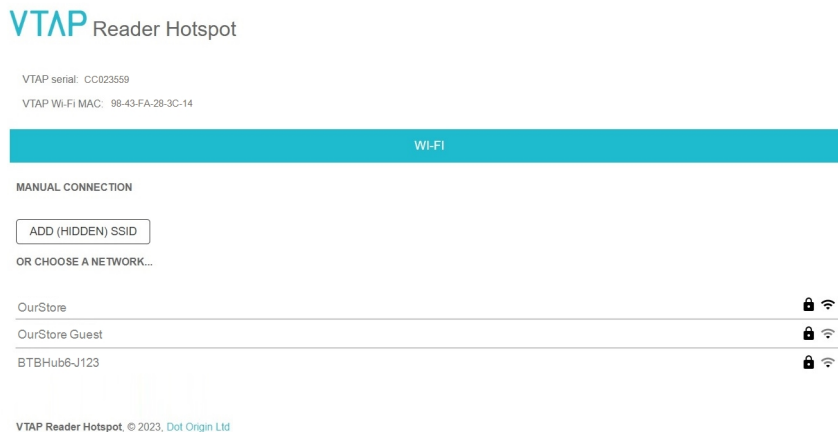 VTAP Reader Hotspot
VTAP serial: CC023559
VTAP Wi-Fi MAC: 98-43-FA-28-3C-14
WI-FI
MANUAL CONNECTION
ADD (HIDDEN) SSID
OR CHOOSE A NETWORK...
OurStore
OurStore Guest
BTBHub6-J123
VTAP Reader Hotspot, © 2023, Dot Origin Ltd